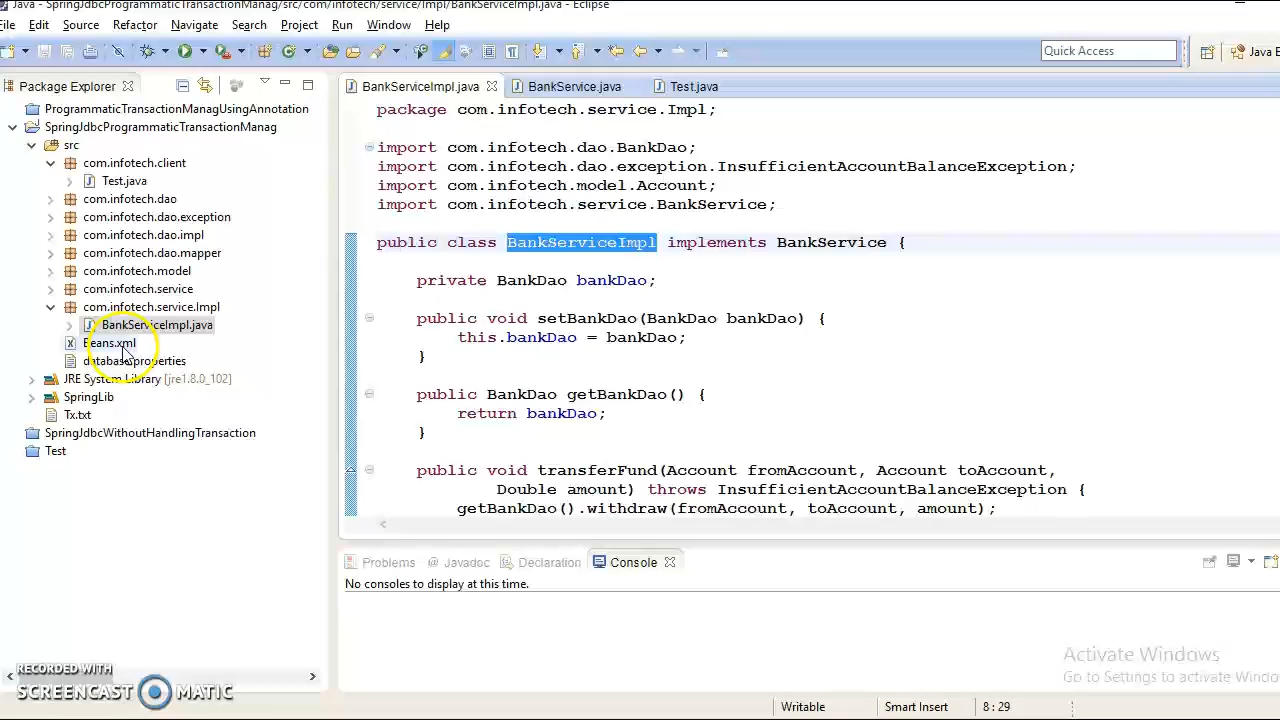 Java - SpringJdbcProgrammaticTransactionManag/src/com/infotech/service/Impl/BankServiceImpl.java - Eclipse
File Edit Source Refactor Navigate Search Project Run Window Help
Quick Access
Java E
Package Explorer
ProgrammaticTransactionManagUsingAnnotation
SpringJdbcProgrammaticTransactionManag
src
com.infotech.client
Test.java
com.infotech.dao
com.infotech.dao.exception
com.infotech.dao.impl
com.infotech.dao.mapper
com.infotech.model
com.infotech.service
com.infotech.service.Impl
BankServiceImpl.java
Beans.xml
database.properties
JRE System Library [jre1.8.0_102]
SpringLib
Tx.txt
SpringJdbcWithoutHandlingTransaction
Test
BankServiceImpl.java BankService.java Test.java
package com.infotech.service.Impl;
import com.infotech.dao.BankDao;
import com.infotech.dao.exception.InsufficientAccountBalanceException;
import com.infotech.model.Account;
import com.infotech.service.BankService;
public class BankServiceImpl implements BankService {
private BankDao bankDao;
public void setBankDao(BankDao bankDao) {
this.bankDao = bankDao;
}
public BankDao getBankDao() {
return bankDao;
}
public void transferFund(Account fromAccount, Account toAccount,
Double amount) throws InsufficientAccountBalanceException {
getBankDao().withdraw(fromAccount, toAccount, amount);
Problems @ Javadoc Declaration Console
No consoles to display at this time.
Activate Windows
Go to Settings to activate Windows
RECORDED WITH
SCREENCAST MATIC
Writable Smart Insert 8 : 29